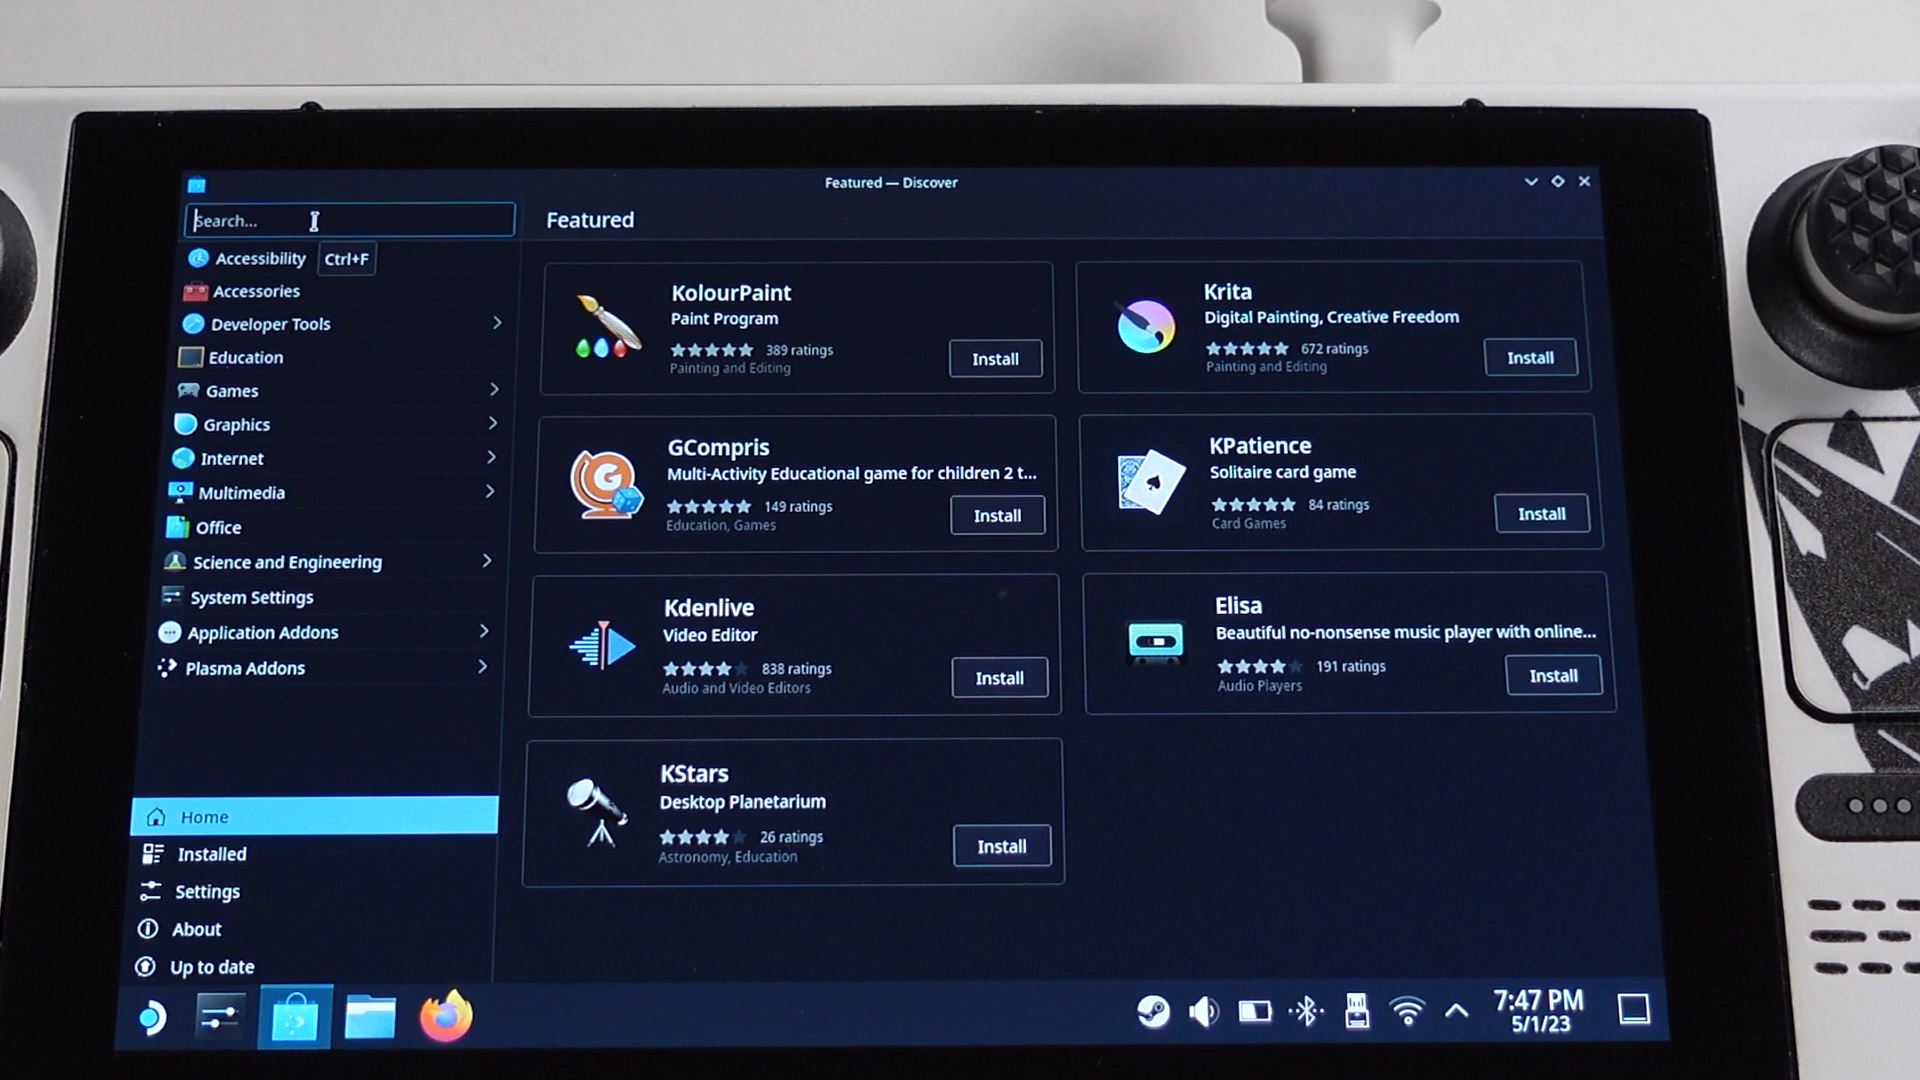 Featured — Discover
Search...
Featured
Accessibility
Ctrl+F
Accessories
Developer Tools
Education
Games
Graphics
Internet
Multimedia
Office
Science and Engineering
System Settings
Application Addons
Plasma Addons
Home
Installed
Settings
About
Up to date
KolourPaint
Paint Program
389 ratings
Painting and Editing
Install
Krita
Digital Painting, Creative Freedom
672 ratings
Painting and Editing
Install
GCompris
Multi-Activity Educational game for children 2 t...
149 ratings
Education, Games
Install
KPatience
Solitaire card game
84 ratings
Card Games
Install
Kdenlive
Video Editor
838 ratings
Audio and Video Editors
Install
Elisa
Beautiful no-nonsense music player with online...
191 ratings
Audio Players
Install
KStars
Desktop Planetarium
26 ratings
Astronomy, Education
Install
7:47 PM
5/1/23